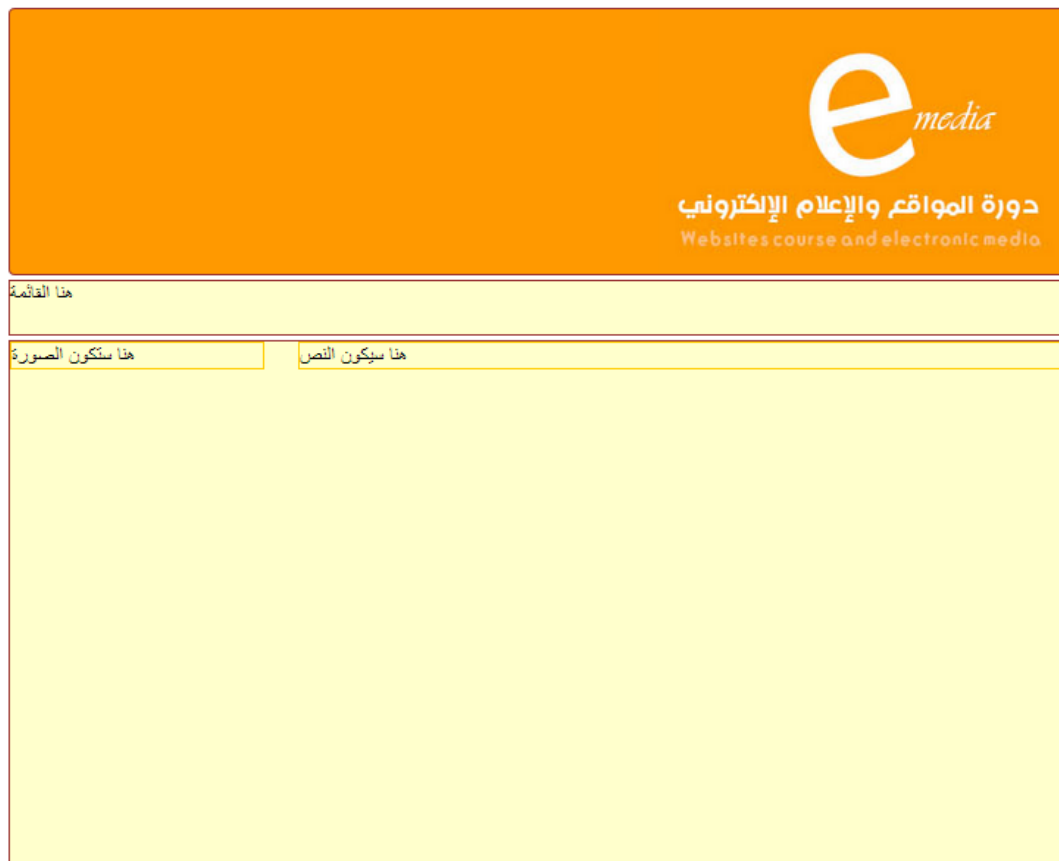 e media
دورة المواقع والإعلام الإلكتروني
Websites course and electronic media
هنا القائمة
هنا سيكون النص
هنا ستكون الصورة